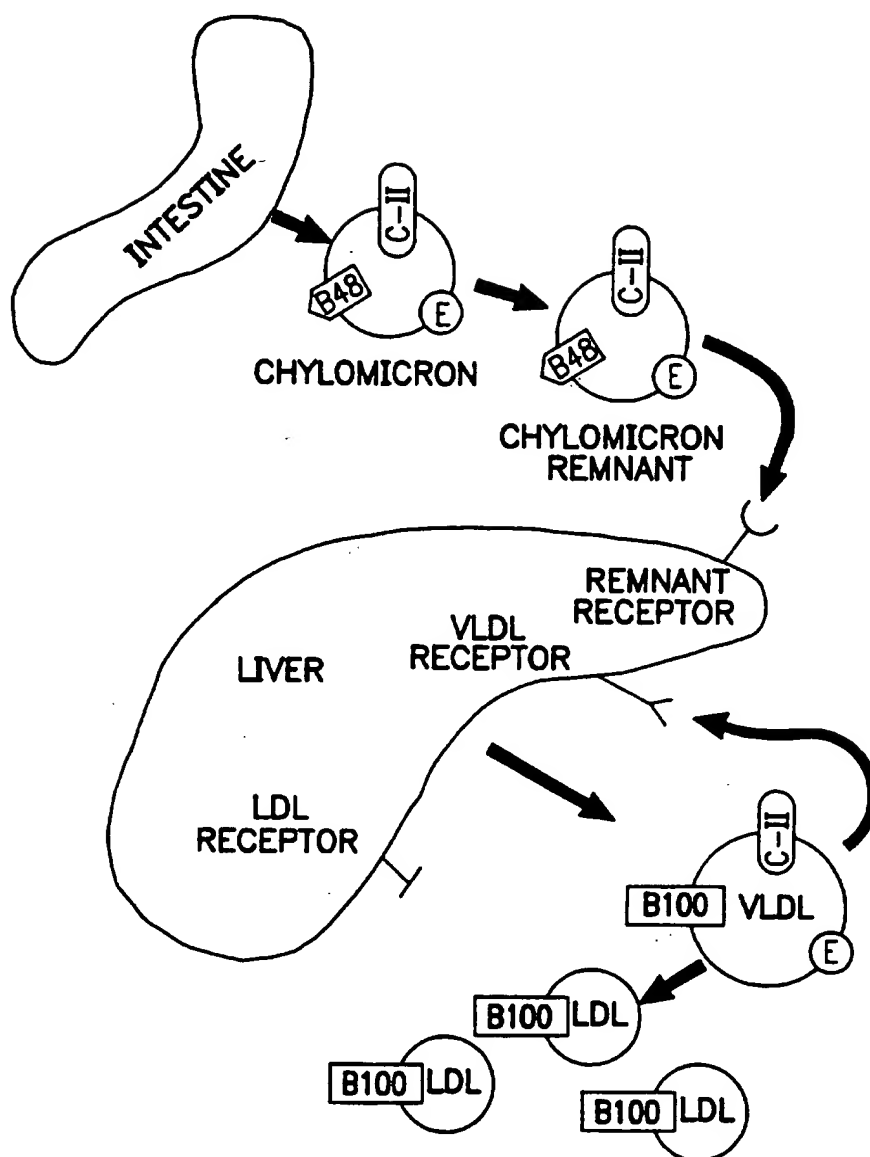 INTESTINE
C-II
B48
E
CHYLOMICRON
C-II
B48
E
CHYLOMICRON
REMNANT
REMNANT
RECEPTOR
VLDL
RECEPTOR
LIVER
LDL
RECEPTOR
C-II
B100
VLDL
E
B100
LDL
B100
LDL
B100
LDL